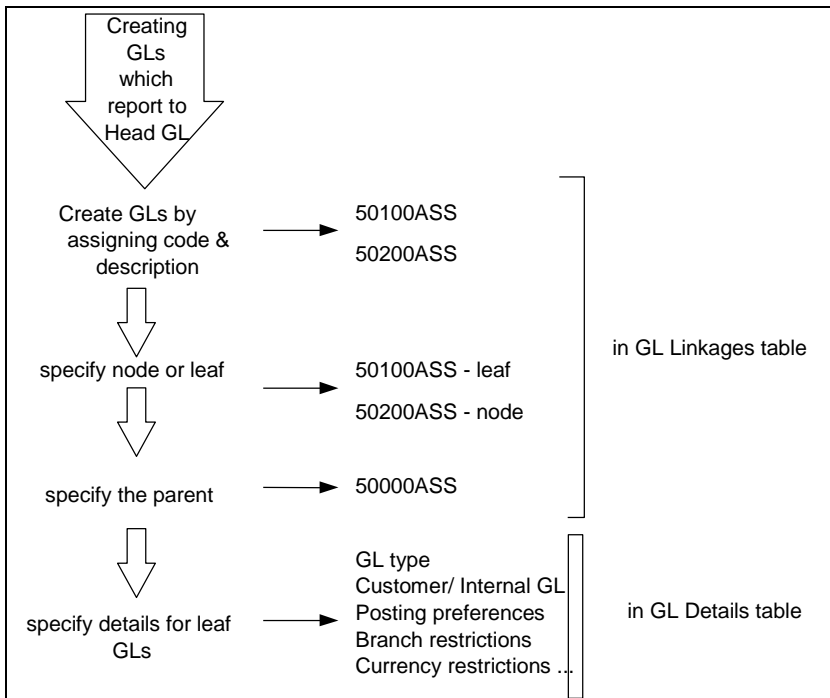 Creating
GLs
which
report to
Head GL
Create GLs by
assigning code &
description
50100ASS
50200ASS
specify node or leaf
50100ASS - leaf
50200ASS - node
in GL Linkages table
specify the parent
50000ASS
specify details for leaf
GLs
GL type
Customer/ Internal GL
Posting preferences
Branch restrictions
Currency restrictions ...
in GL Details table